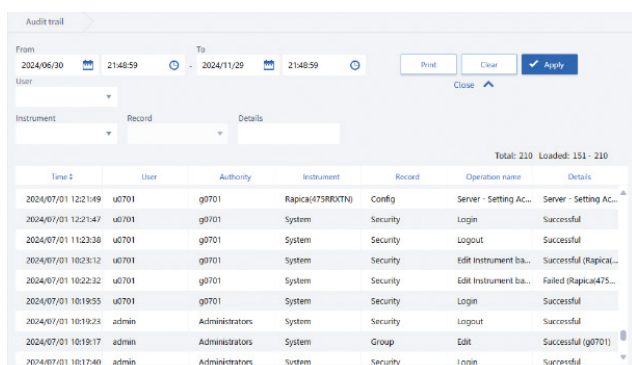 Audit trail
From To
2024/06/30 21:48:59 - 2024/11/29 21:48:59 Print Clear Apply
User Close
Instrument Record Details
Total: 210 Loaded: 151 - 210
Time User Authority Instrument Record Operation name Details
2024/07/01 12:21:49 u0701 g0701 Rapica(475RRXTN) Config Server - Setting Ac... Server - Setting Ac...
2024/07/01 12:21:47 u0701 g0701 System Security Login Successful
2024/07/01 11:23:38 u0701 g0701 System Security Logout Successful
2024/07/01 10:23:12 u0701 g0701 System Security Edit Instrument ba... Successful (Rapica(...
2024/07/01 10:22:32 u0701 g0701 System Security Edit Instrument ba... Failed (Rapica(475...
2024/07/01 10:19:55 u0701 g0701 System Security Login Successful
2024/07/01 10:19:23 admin Administrators System Security Logout Successful
2024/07/01 10:19:17 admin Administrators System Group Edit Successful (g0701)
2024/07/01 10:17:40 admin Administrators System Security Login Successful